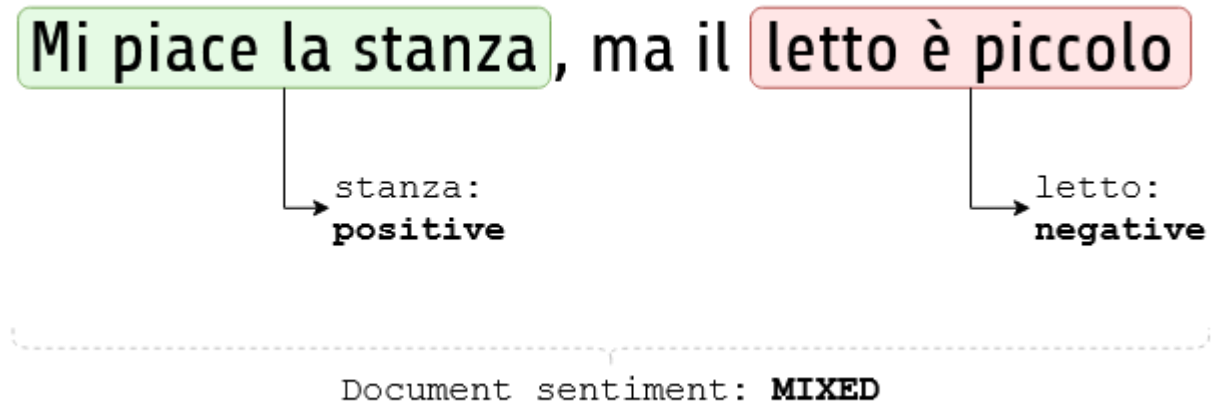 Mi piace la stanza, ma il letto è piccolo
stanza:
positive
letto:
negative
Document sentiment: MIXED